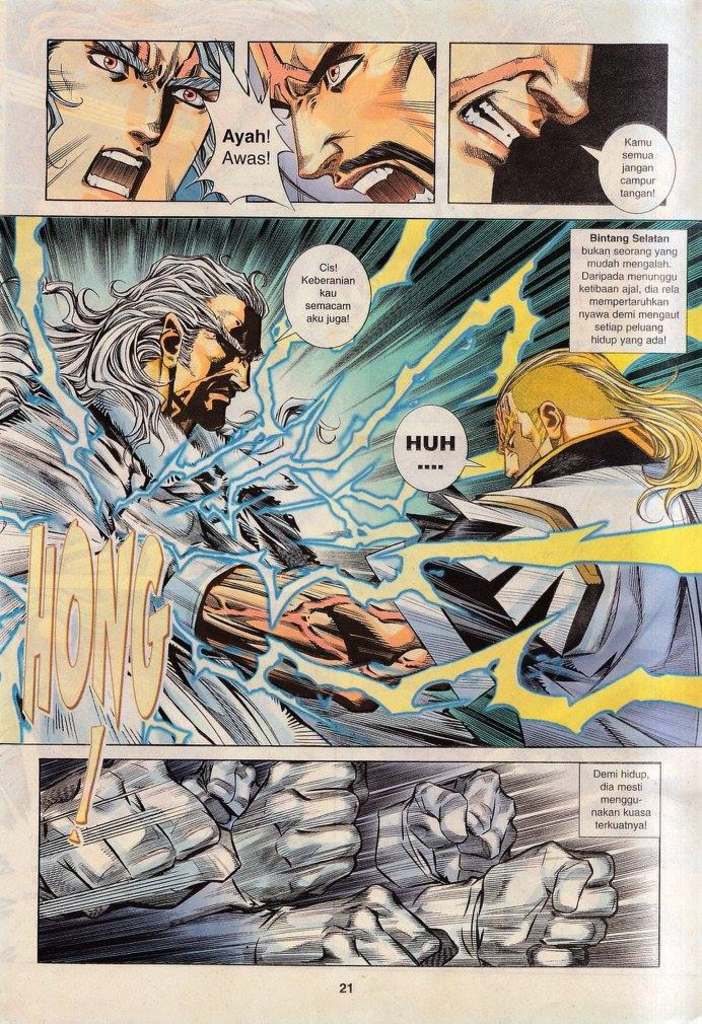 Ayah!
Awas!
Kamu
semua
jangan
campur
tangan!
Cis!
Keberanian
kau
semacam
aku juga!
Bintang Selatan
bukan seorang yang
mudah mengalah.
Daripada menunggu
ketibaan ajal, dia rela
mempertaruhkan
nyawa demi mengaut
setiap peluang
hidup yang ada!
HUH
....
HONG
!
Demi hidup,
dia mesti
menggu-
nakan kuasa
terkuatnya!
21